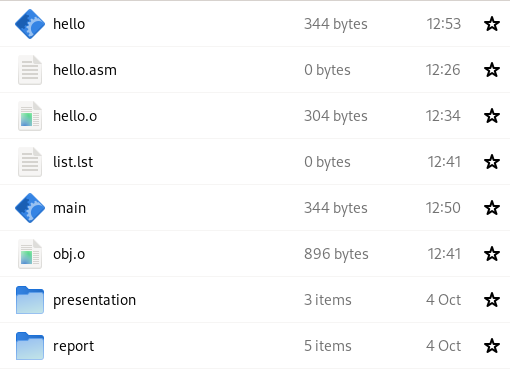 hello 344 bytes 12:53
hello.asm 0 bytes 12:26
hello.o 304 bytes 12:34
list.lst 0 bytes 12:41
main 344 bytes 12:50
obj.o 896 bytes 12:41
presentation 3 items 4 Oct
report 5 items 4 Oct